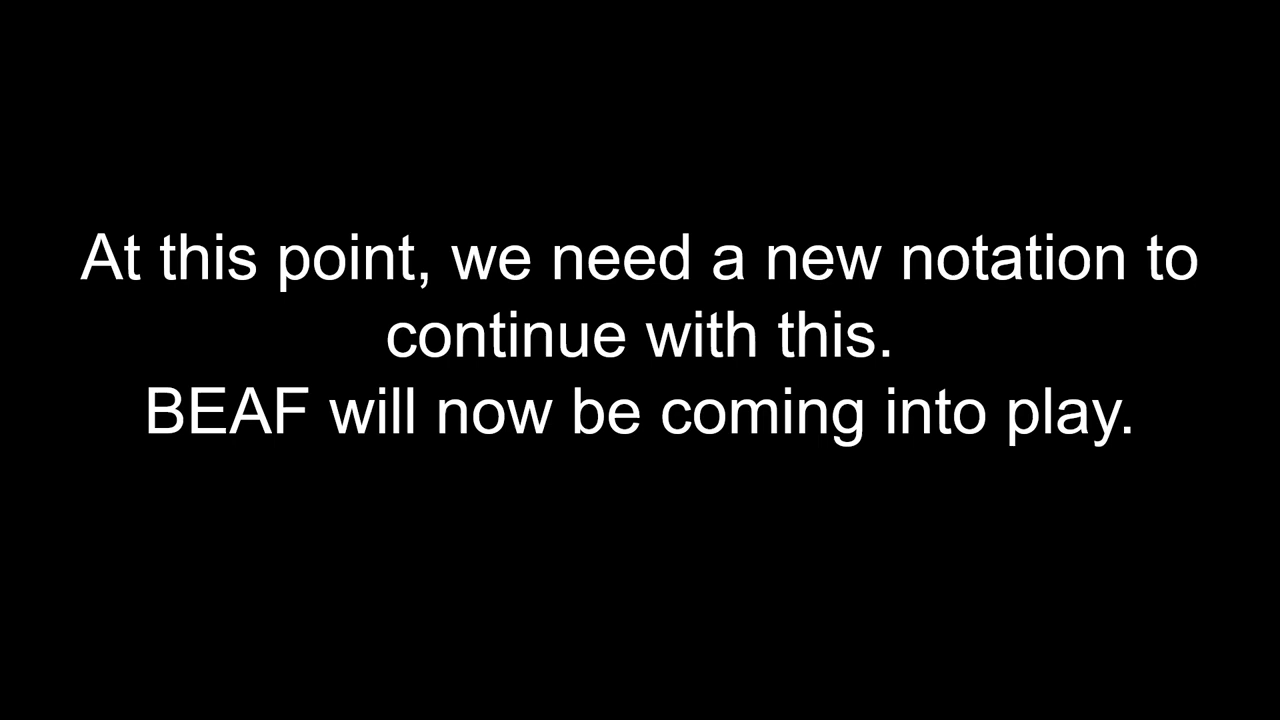 At this point, we need a new notation to
continue with this.
BEAF will now be coming into play.